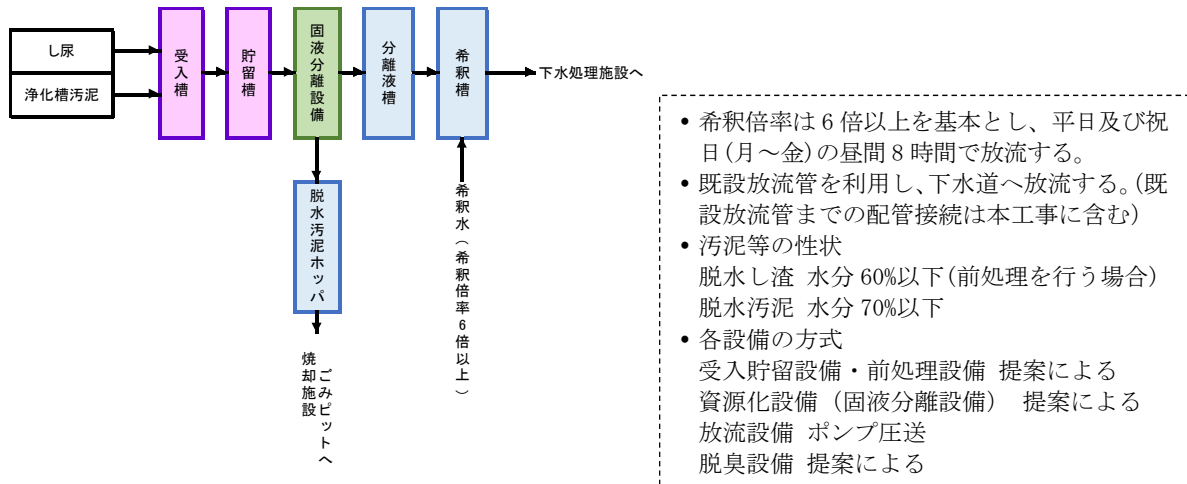 し尿
浄化槽汚泥
受入槽
貯留槽
固液分離設備
分離液槽
希釈槽
下水処理施設へ
脱水汚泥ホッパ
希釈水(希釈倍率6倍以上)
焼却施設
ごみピットへ
• 希釈倍率は 6 倍以上を基本とし、平日及び祝
日(月～金)の昼間 8 時間で放流する。
• 既設放流管を利用し、下水道へ放流する。(既
設放流管までの配管接続は本工事に含む)
• 汚泥等の性状
脱水し渣 水分 60%以下(前処理を行う場合)
脱水汚泥 水分 70%以下
• 各設備の方式
受入貯留設備・前処理設備 提案による
資源化設備（固液分離設備） 提案による
放流設備 ポンプ圧送
脱臭設備 提案による